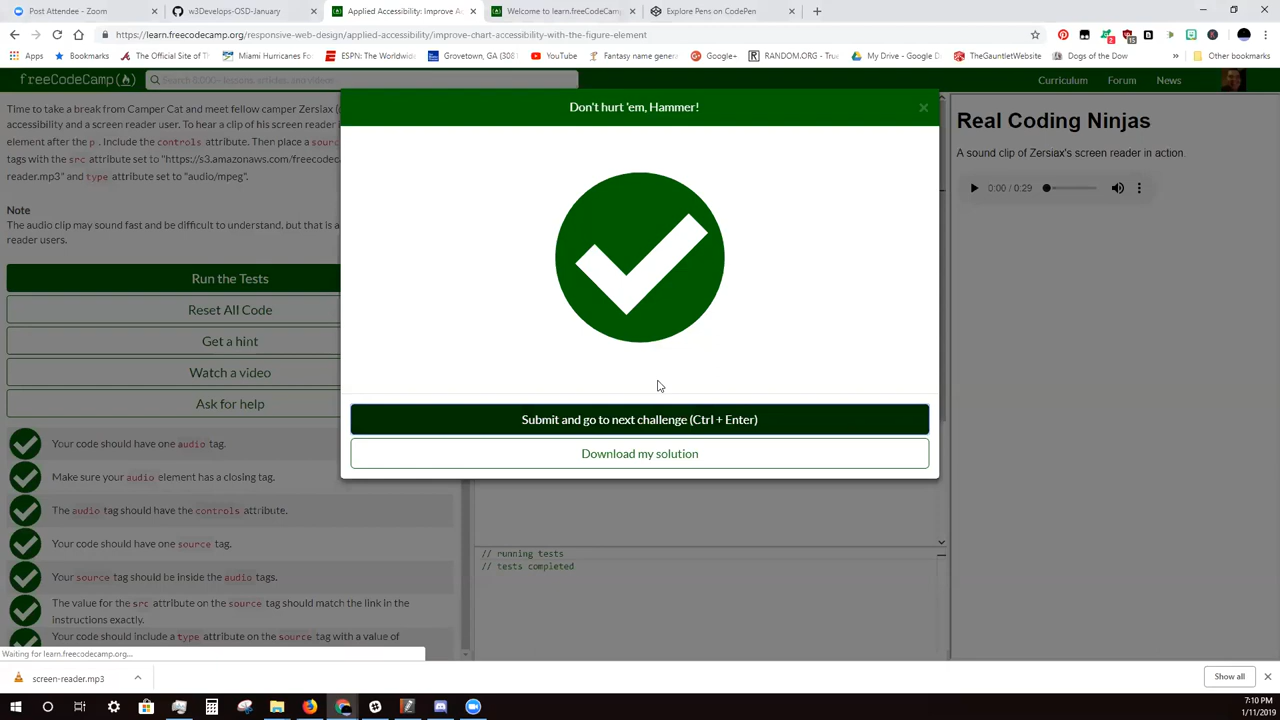 Post Attendee - Zoom
w3Develops-OSD-January
Applied Accessibility: Improve A
Welcome to learn.freeCodeCamp
Explore Pens on CodePen
https://learn.freecodecamp.org/responsive-web-design/applied-accessibility/improve-chart-accessibility-with-the-figure-element
Apps
Bookmarks
The Official Site of
Miami Hurricanes For
ESPN: The Worldwide
Grovetown, GA (3081
YouTube
Fantasy name genera
Google+
RANDOM.ORG - True
My Drive - Google D
TheGauntletWebsite
Dogs of the Dow
»
Other bookmarks
freeCodeCamp
Curriculum
Forum
News
Time to take a break from Camper Cat and meet fellow camper Zersiax (
accessibility and a screen reader user. To hear a clip of his screen reader
element after the p . Include the controls attribute. Then place a sourc
tags with the src attribute set to "https://s3.amazonaws.com/freecodec
reader.mp3" and type attribute set to "audio/mpeg".
Note
The audio clip may sound fast and be difficult to understand, but that is a
reader users.
Run the Tests
Reset All Code
Get a hint
Watch a video
Ask for help
Your code should have one audio tag.
Make sure your audio element has a closing tag.
The audio tag should have the controls attribute.
Your code should have one source tag.
Your source tag should be inside the audio tags.
The value for the src attribute on the source tag should match the link in the
instructions exactly.
Your code should include a type attribute on the source tag with a value of
Don't hurt 'em, Hammer!
×
Submit and go to next challenge (Ctrl + Enter)
Download my solution
// running tests
// tests completed
Real Coding Ninjas
A sound clip of Zersiax's screen reader in action.
0:00 / 0:29
Waiting for learn.freecodecamp.org...
screen-reader.mp3
Show all
7:10 PM
1/11/2019